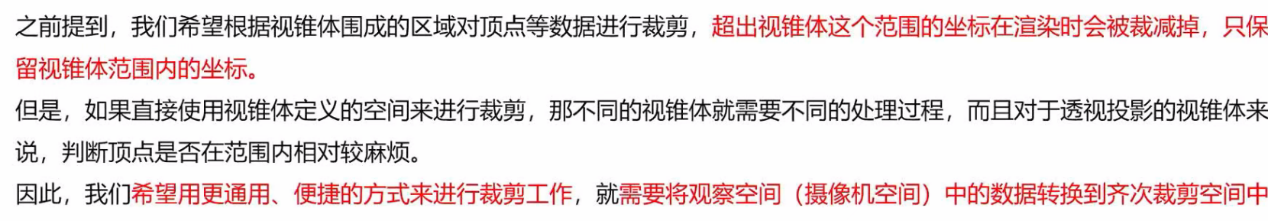 之前提到，我们希望根据视锥体围成的区域对顶点等数据进行裁剪，超出视锥体这个范围的坐标在渲染时会被裁减掉，只保
留视锥体范围内的坐标。
但是，如果直接使用视锥体定义的空间来进行裁剪，那不同的视锥体就需要不同的处理过程，而且对于透视投影的视锥体来
说，判断顶点是否在范围内相对较麻烦。
因此，我们希望用更通用、便捷的方式来进行裁剪工作，就需要将观察空间（摄像机空间）中的数据转换到齐次裁剪空间中